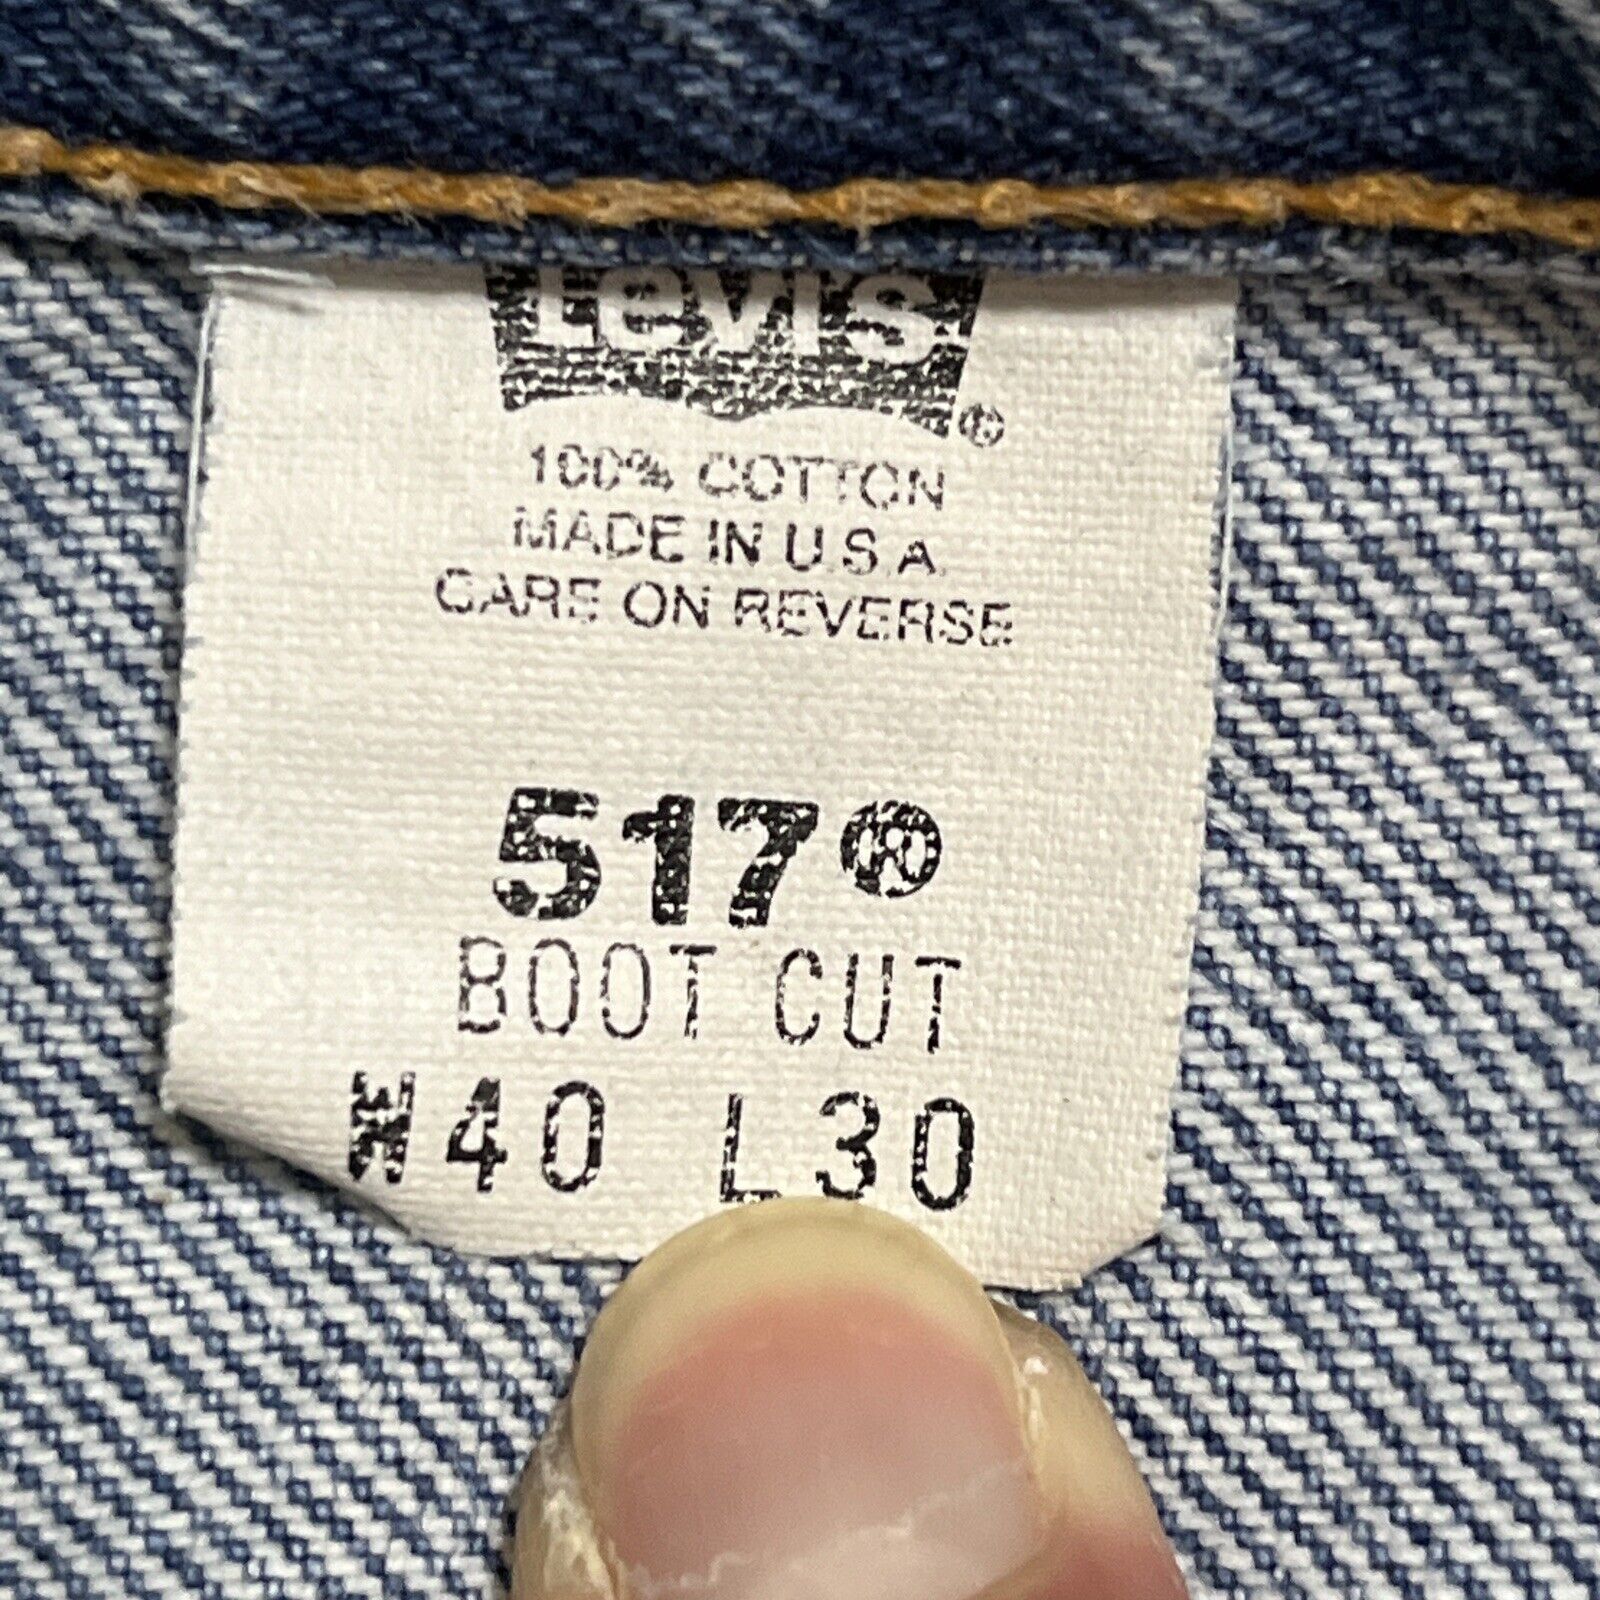 Levi's®
100% COTTON
MADE IN U.S.A.
CARE ON REVERSE
517®
BOOT CUT
W40 L30